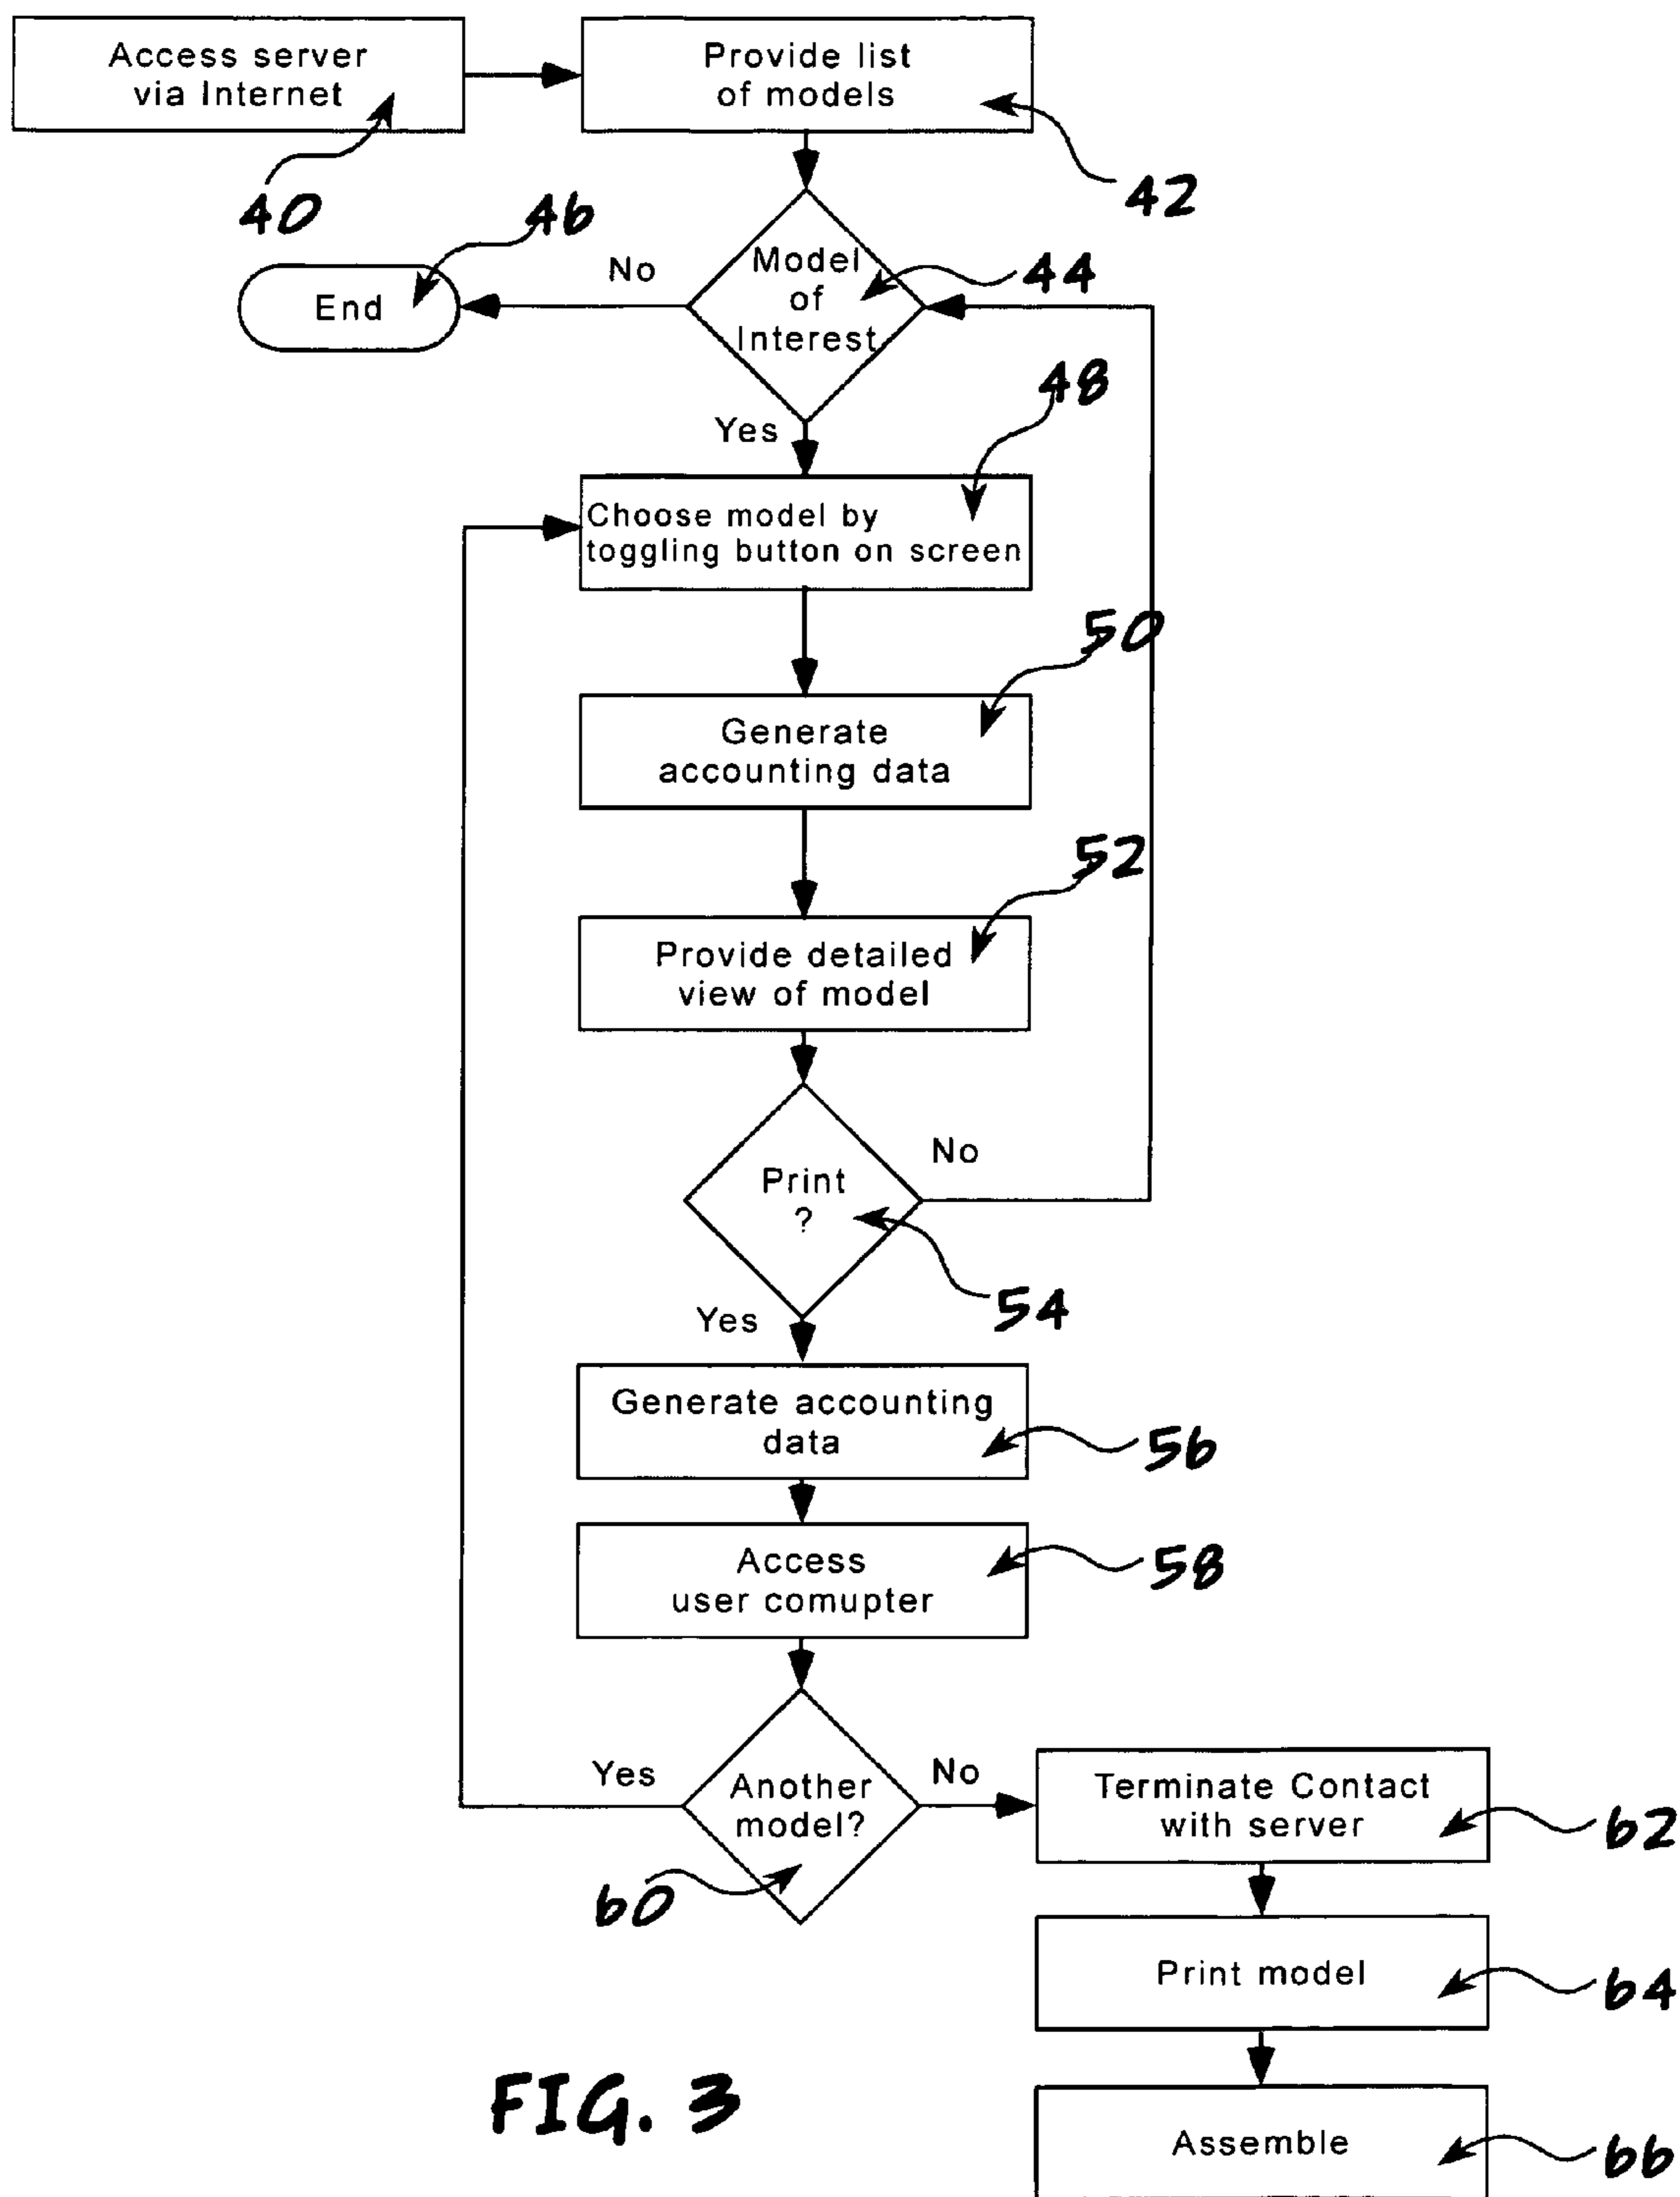 Access server
via Internet
40
Provide list
of models
42
46
End
No
Model
of
Interest
44
Yes
48
Choose model by
toggling button on screen
50
Generate
accounting data
52
Provide detailed
view of model
Print
?
No
54
Yes
Generate accounting
data
56
Access
user comupter
58
Yes
Another
model?
No
60
Terminate Contact
with server
62
Print model
64
Assemble
66
FIG. 3